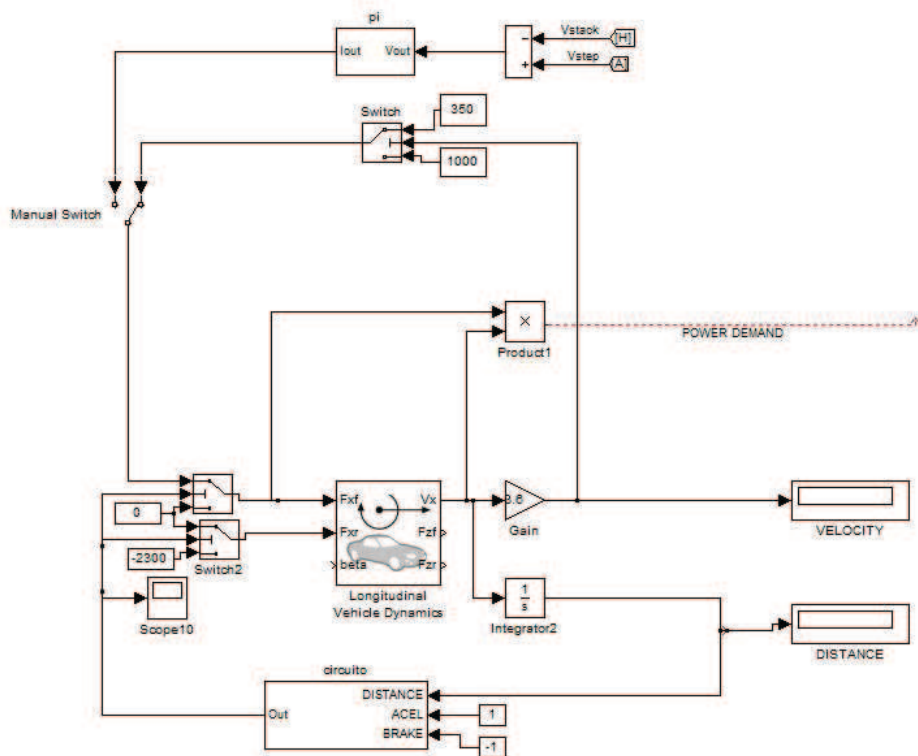 pi
Iout
Vout
−
+
Vstack
[H]
Vstep
[A]
Switch
350
1000
Manual Switch
×
Product1
POWER DEMAND
0
-2300
Switch2
Scope10
Fxf
Fxr
beta
Vx
Fzf
Fzr
Longitudinal
Vehicle Dynamics
3.6
Gain
1
s
Integrator2
VELOCITY
DISTANCE
circuito
Out
DISTANCE
ACEL
BRAKE
1
-1